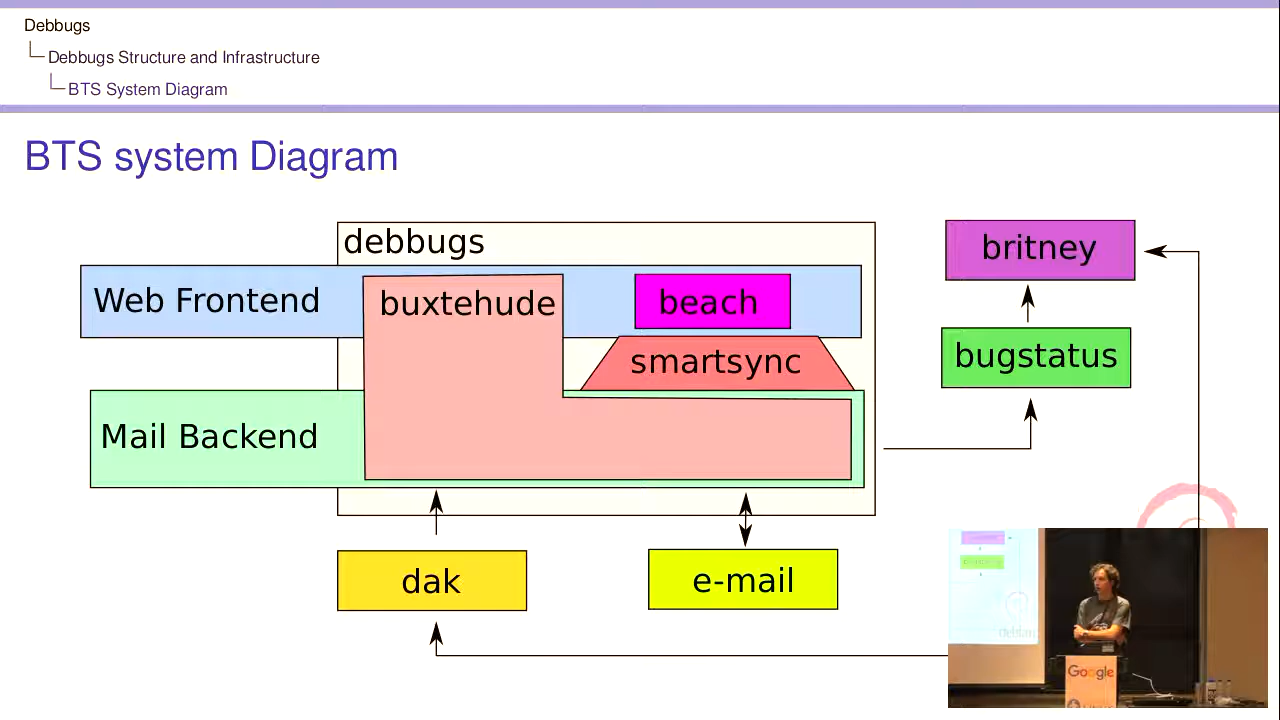 Debbugs
Debbugs Structure and Infrastructure
BTS System Diagram
BTS system Diagram
debbugs
britney
Web Frontend
buxtehude
beach
smartsync
bugstatus
Mail Backend
dak
e-mail
debian
Google